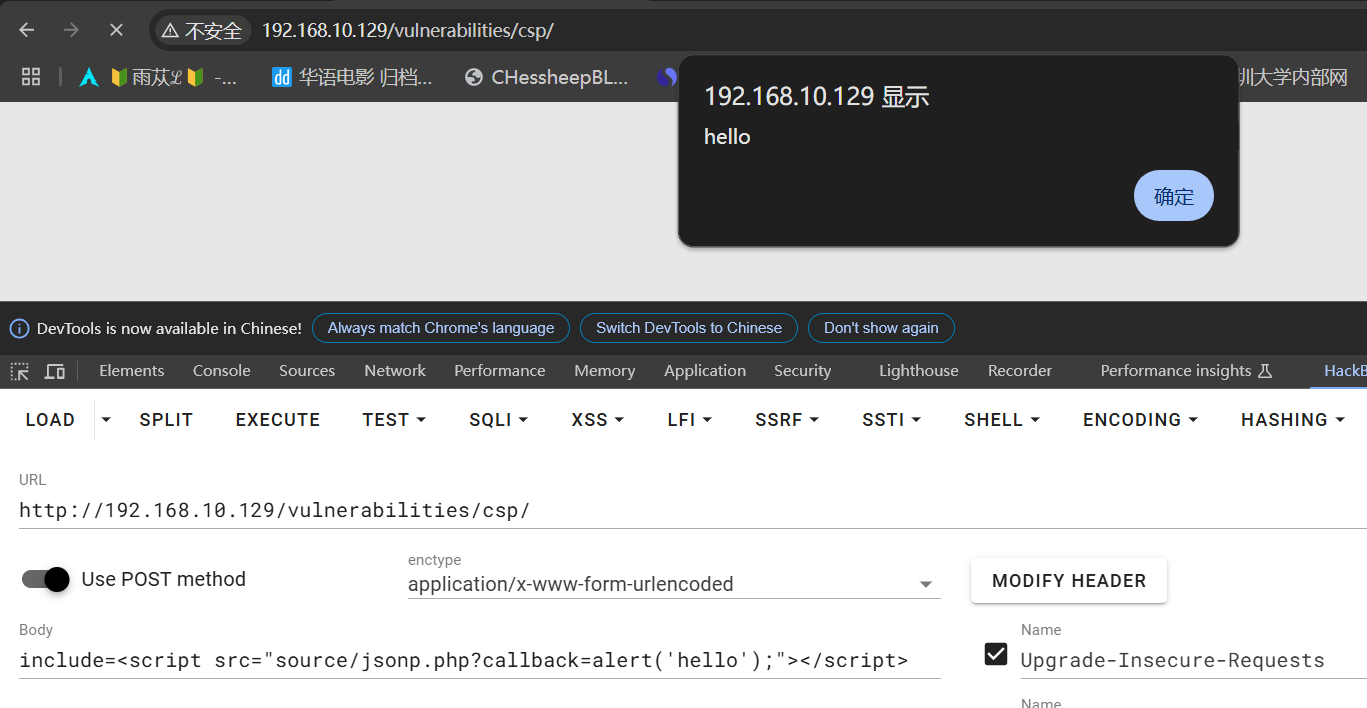 不安全 192.168.10.129/vulnerabilities/csp/
雨苁ℒ -... 华语电影 归档... CHessheepBL... 圳大学内部网
192.168.10.129 显示
hello
确定
DevTools is now available in Chinese! Always match Chrome's language Switch DevTools to Chinese Don't show again
Elements Console Sources Network Performance Memory Application Security Lighthouse Recorder Performance insights HackB
LOAD SPLIT EXECUTE TEST SQLI XSS LFI SSRF SSTI SHELL ENCODING HASHING
URL
http://192.168.10.129/vulnerabilities/csp/
Use POST method
enctype
application/x-www-form-urlencoded
MODIFY HEADER
Body
include=<script src="source/jsonp.php?callback=alert('hello');"></script>
Name
Upgrade-Insecure-Requests
Name